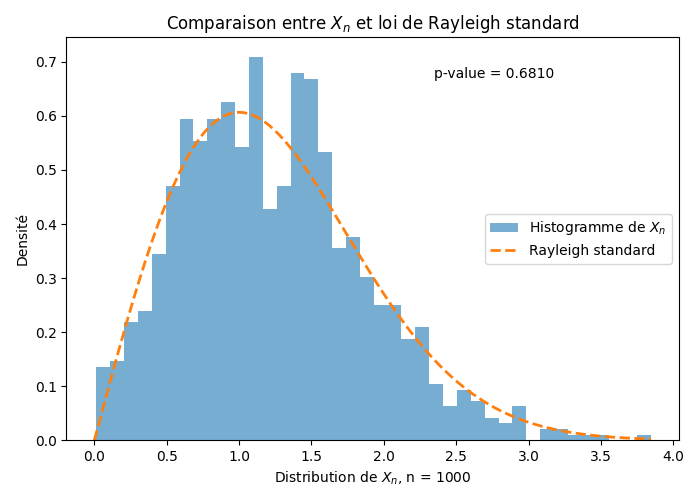 Comparaison entre $X_n$ et loi de Rayleigh standard
p-value = 0.6810
Densité
0.7
0.6
0.5
0.4
0.3
0.2
0.1
0.0
Histogramme de $X_n$
Rayleigh standard
0.0 0.5 1.0 1.5 2.0 2.5 3.0 3.5 4.0
Distribution de $X_n$, n = 1000